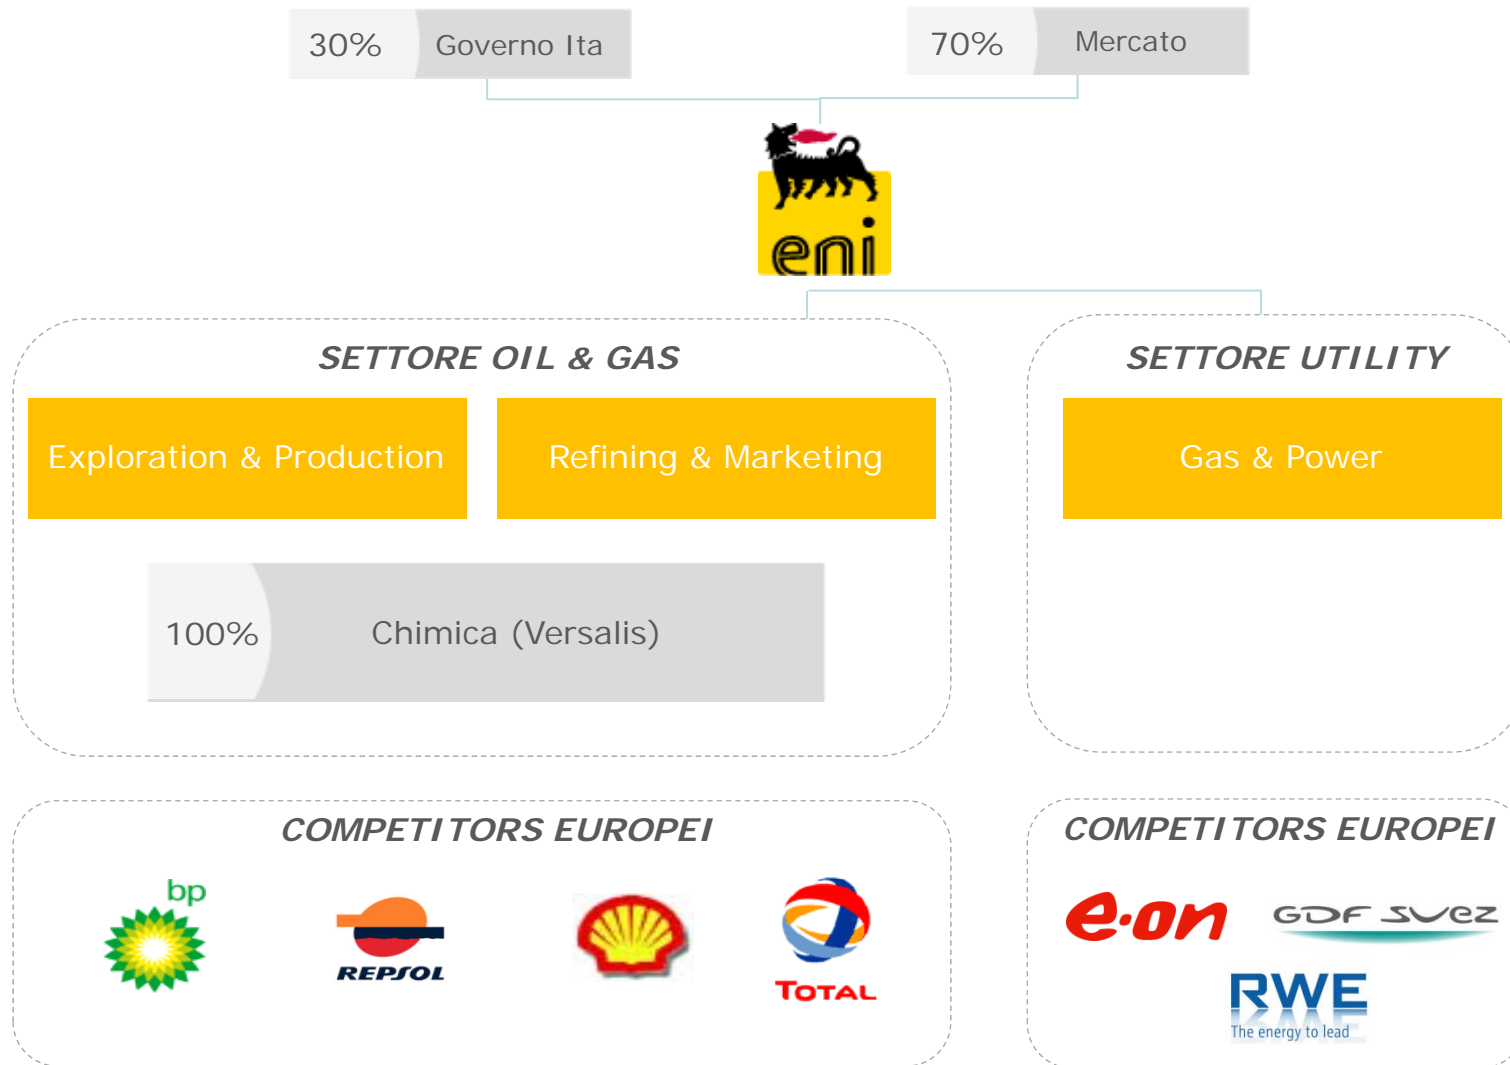 30% Governo Ita
70% Mercato
eni
SETTORE OIL & GAS
Exploration & Production
Refining & Marketing
100% Chimica (Versalis)
SETTORE UTILITY
Gas & Power
COMPETITORS EUROPEI
bp
REPSOL
TOTAL
COMPETITORS EUROPEI
e·on
GDF SUEZ
RWE
The energy to lead